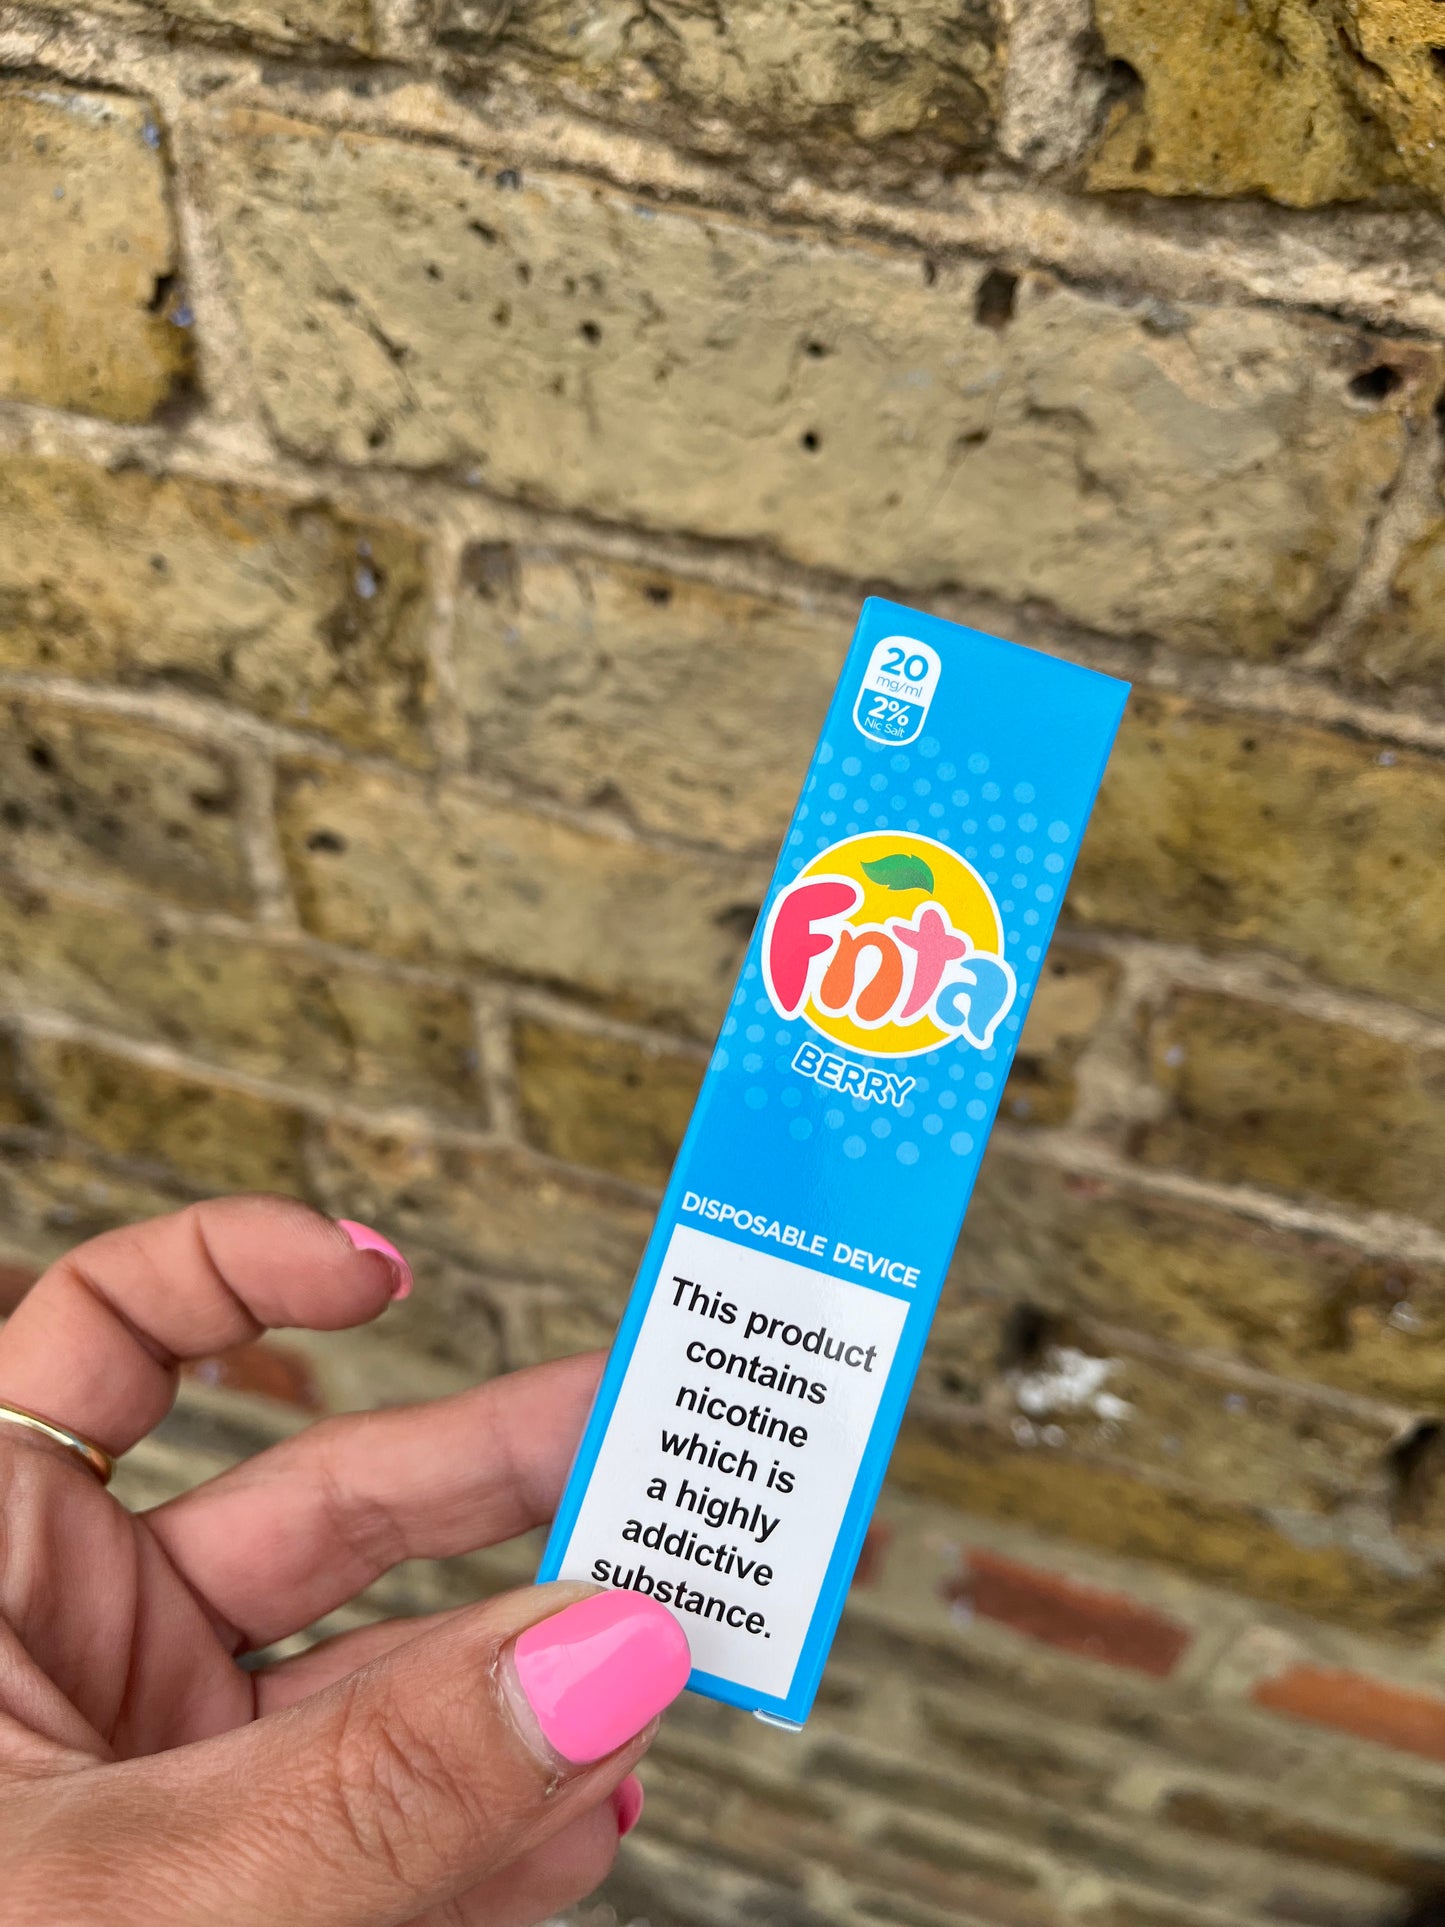 20
mg/ml
2%
Nic Salt
Fnta
BERRY
DISPOSABLE DEVICE
This product
contains
nicotine
which is
a highly
addictive
substance.